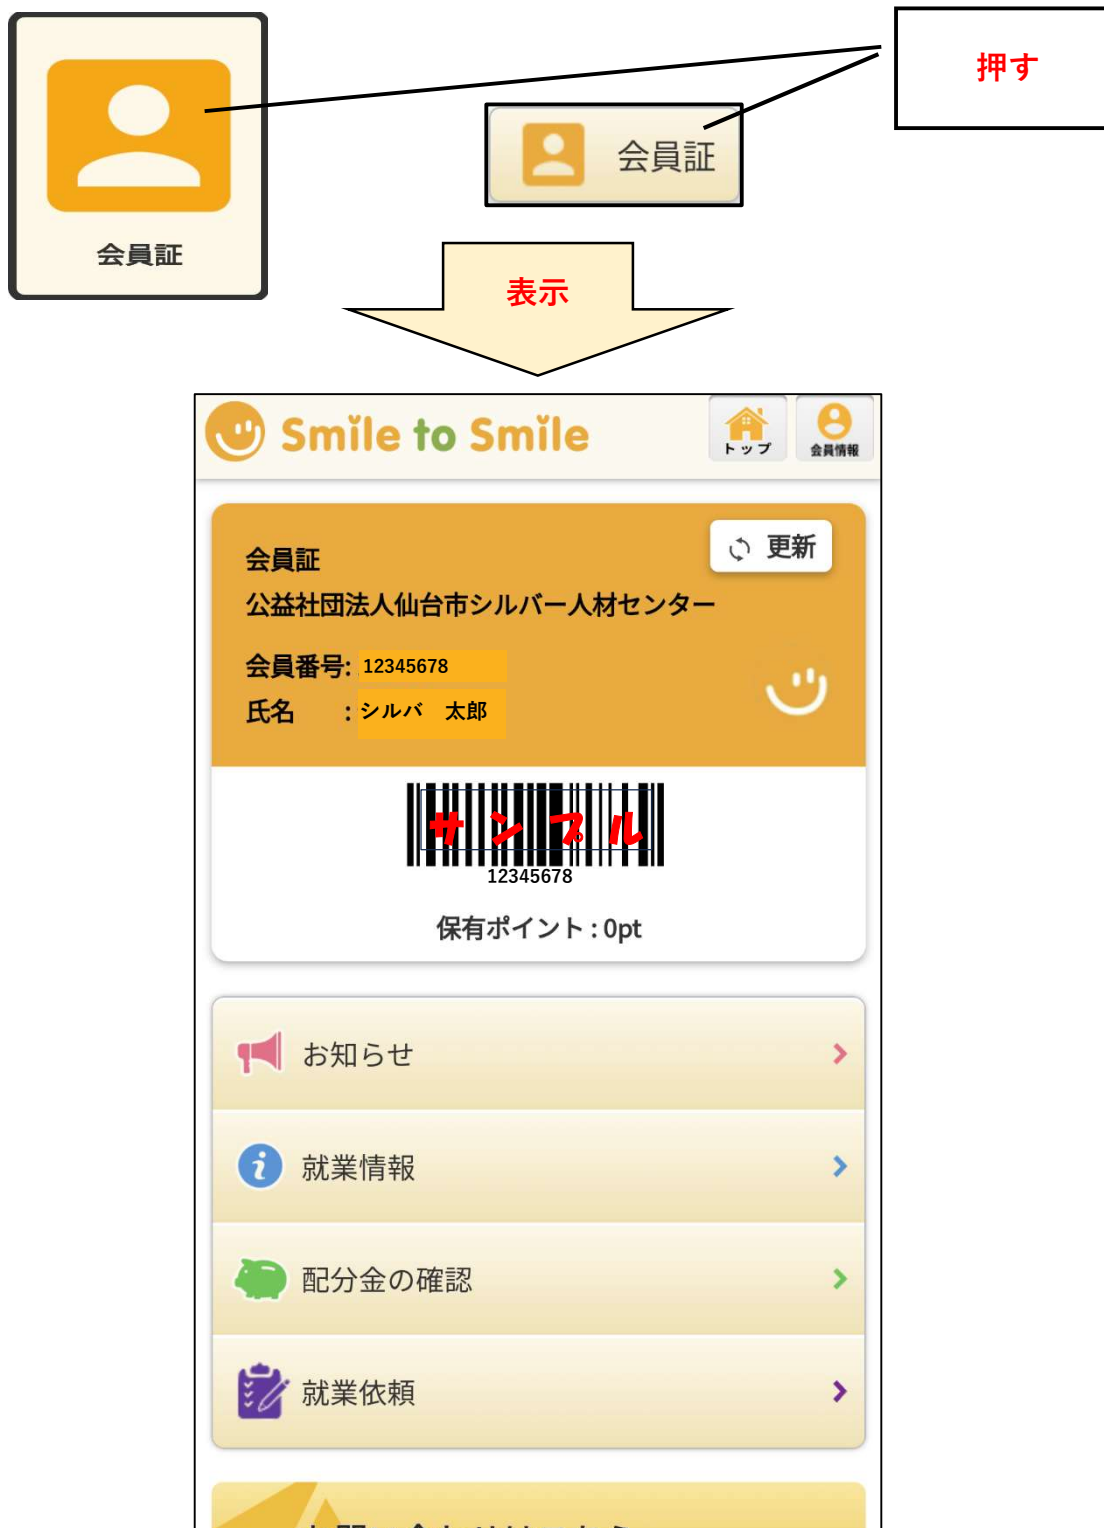 押す
会員証
会員証
表示
Smile to Smile
トップ
会員情報
更新
会員証
公益社団法人仙台市シルバー人材センター
会員番号: 12345678
氏名 : シルバ 太郎
サンプル
12345678
保有ポイント : 0pt
お知らせ
就業情報
配分金の確認
就業依頼